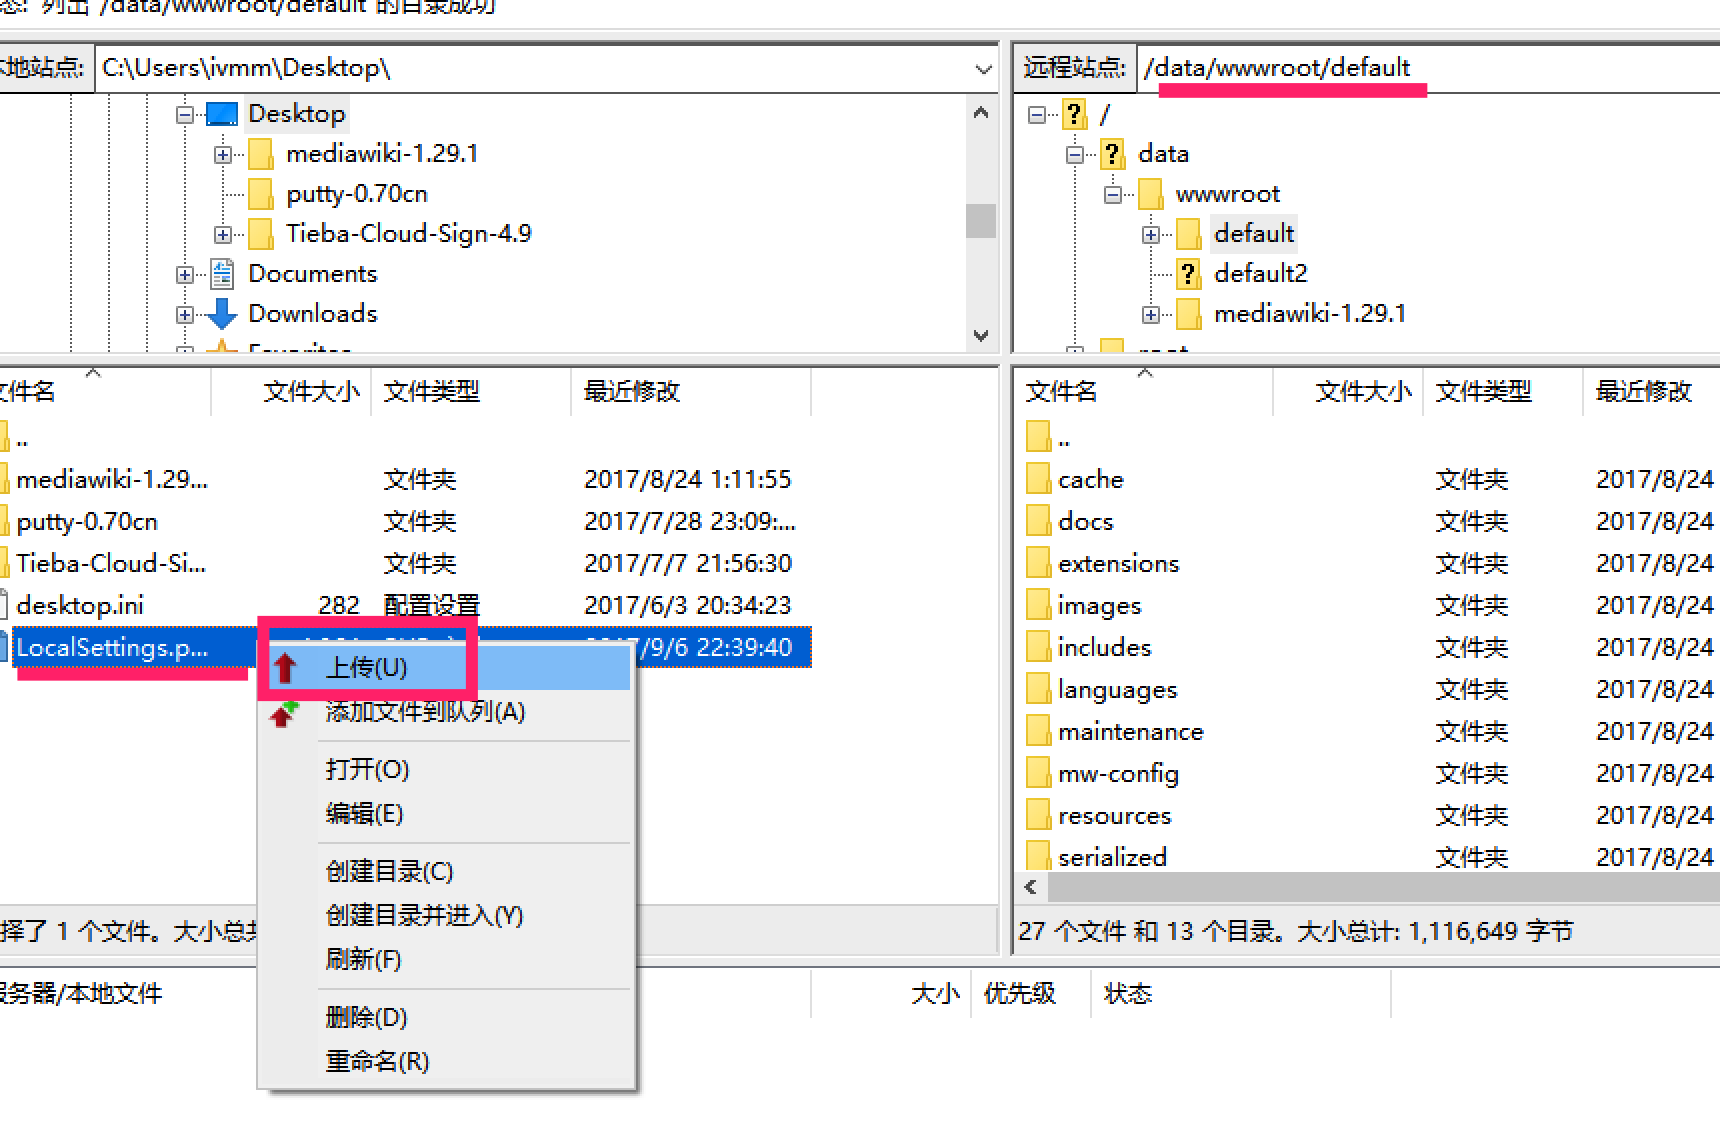 态: 列出 /data/wwwroot/default 的目录成功
本地站点: C:\Users\ivmm\Desktop\
Desktop
mediawiki-1.29.1
putty-0.70cn
Tieba-Cloud-Sign-4.9
Documents
Downloads
Favorites
远程站点: /data/wwwroot/default
/
data
wwwroot
default
default2
mediawiki-1.29.1
root
文件名 文件大小 文件类型 最近修改
..
mediawiki-1.29... 文件夹 2017/8/24 1:11:55
putty-0.70cn 文件夹 2017/7/28 23:09:...
Tieba-Cloud-Si... 文件夹 2017/7/7 21:56:30
desktop.ini 282 配置设置 2017/6/3 20:34:23
LocalSettings.p... /9/6 22:39:40
上传(U)
添加文件到队列(A)
打开(O)
编辑(E)
创建目录(C)
创建目录并进入(Y)
刷新(F)
删除(D)
重命名(R)
择了 1 个文件。大小总共
文件名 文件大小 文件类型 最近修改
..
cache 文件夹 2017/8/24
docs 文件夹 2017/8/24
extensions 文件夹 2017/8/24
images 文件夹 2017/8/24
includes 文件夹 2017/8/24
languages 文件夹 2017/8/24
maintenance 文件夹 2017/8/24
mw-config 文件夹 2017/8/24
resources 文件夹 2017/8/24
serialized 文件夹 2017/8/24
27 个文件 和 13 个目录。大小总计: 1,116,649 字节
服务器/本地文件 大小 优先级 状态